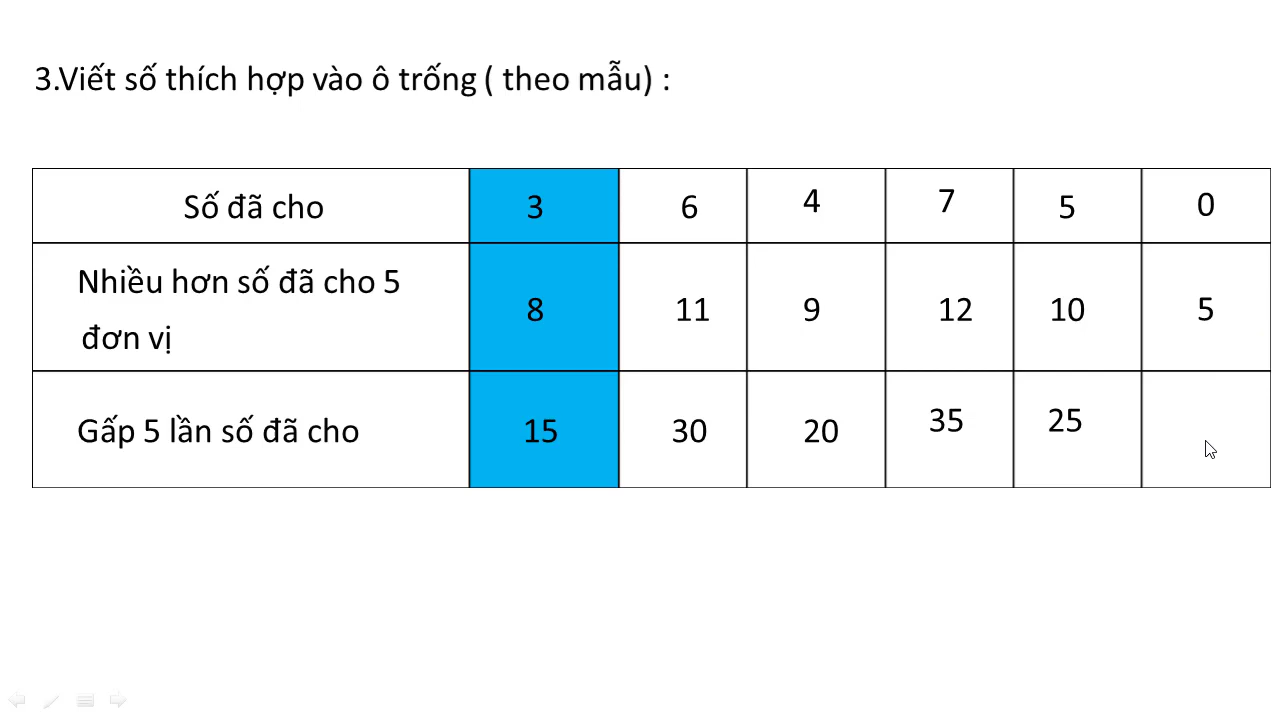 3.Viết số thích hợp vào ô trống ( theo mẫu) :
Số đã cho 3 6 4 7 5 0
Nhiều hơn số đã cho 5
đơn vị 8 11 9 12 10 5
Gấp 5 lần số đã cho 15 30 20 35 25